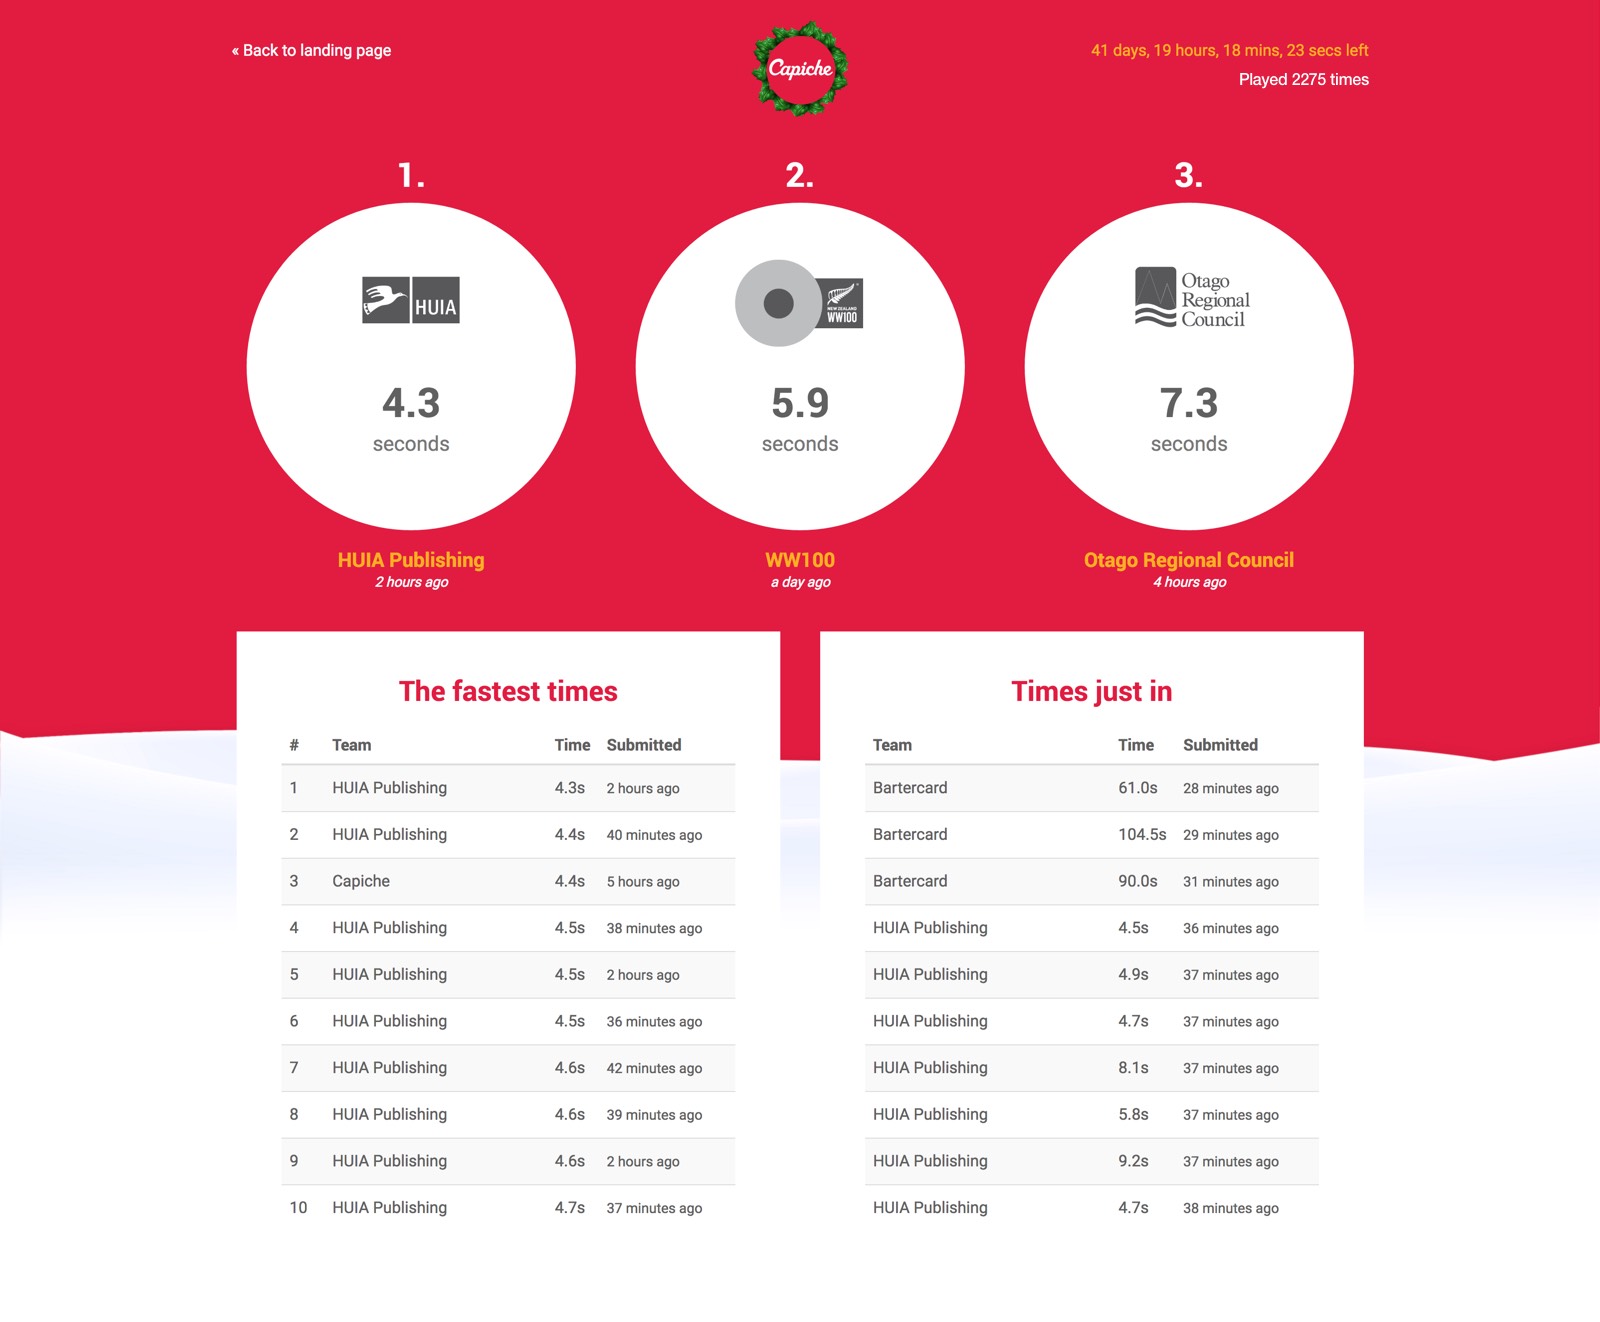 « Back to landing page
Capiche
41 days, 19 hours, 18 mins, 23 secs left
Played 2275 times
1.
HUIA
4.3
seconds
HUIA Publishing
2 hours ago
2.
NEW ZEALAND
WW100
5.9
seconds
WW100
a day ago
3.
Otago
Regional
Council
7.3
seconds
Otago Regional Council
4 hours ago
The fastest times
# Team Time Submitted
1 HUIA Publishing 4.3s 2 hours ago
2 HUIA Publishing 4.4s 40 minutes ago
3 Capiche 4.4s 5 hours ago
4 HUIA Publishing 4.5s 38 minutes ago
5 HUIA Publishing 4.5s 2 hours ago
6 HUIA Publishing 4.5s 36 minutes ago
7 HUIA Publishing 4.6s 42 minutes ago
8 HUIA Publishing 4.6s 39 minutes ago
9 HUIA Publishing 4.6s 2 hours ago
10 HUIA Publishing 4.7s 37 minutes ago
Times just in
Team Time Submitted
Bartercard 61.0s 28 minutes ago
Bartercard 104.5s 29 minutes ago
Bartercard 90.0s 31 minutes ago
HUIA Publishing 4.5s 36 minutes ago
HUIA Publishing 4.9s 37 minutes ago
HUIA Publishing 4.7s 37 minutes ago
HUIA Publishing 8.1s 37 minutes ago
HUIA Publishing 5.8s 37 minutes ago
HUIA Publishing 9.2s 37 minutes ago
HUIA Publishing 4.7s 38 minutes ago